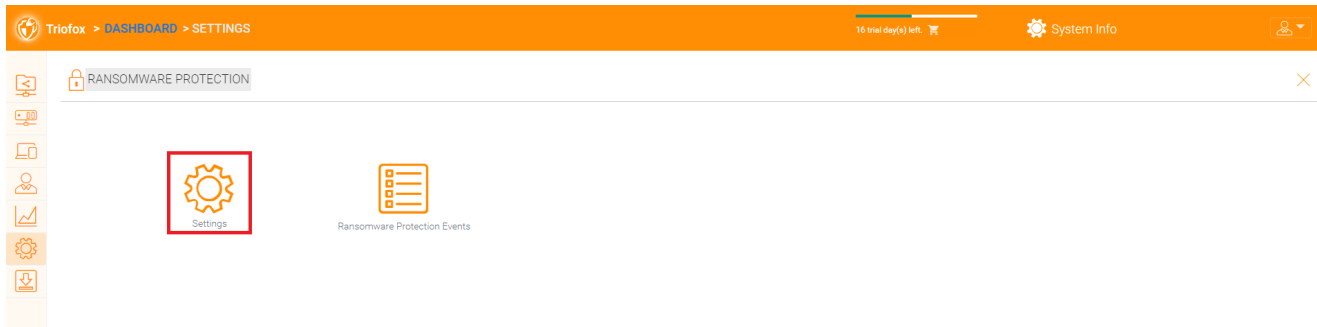 Triofox > DASHBOARD > SETTINGS
16 trial day(s) left.
System Info
RANSOMWARE PROTECTION
Settings
Ransomware Protection Events